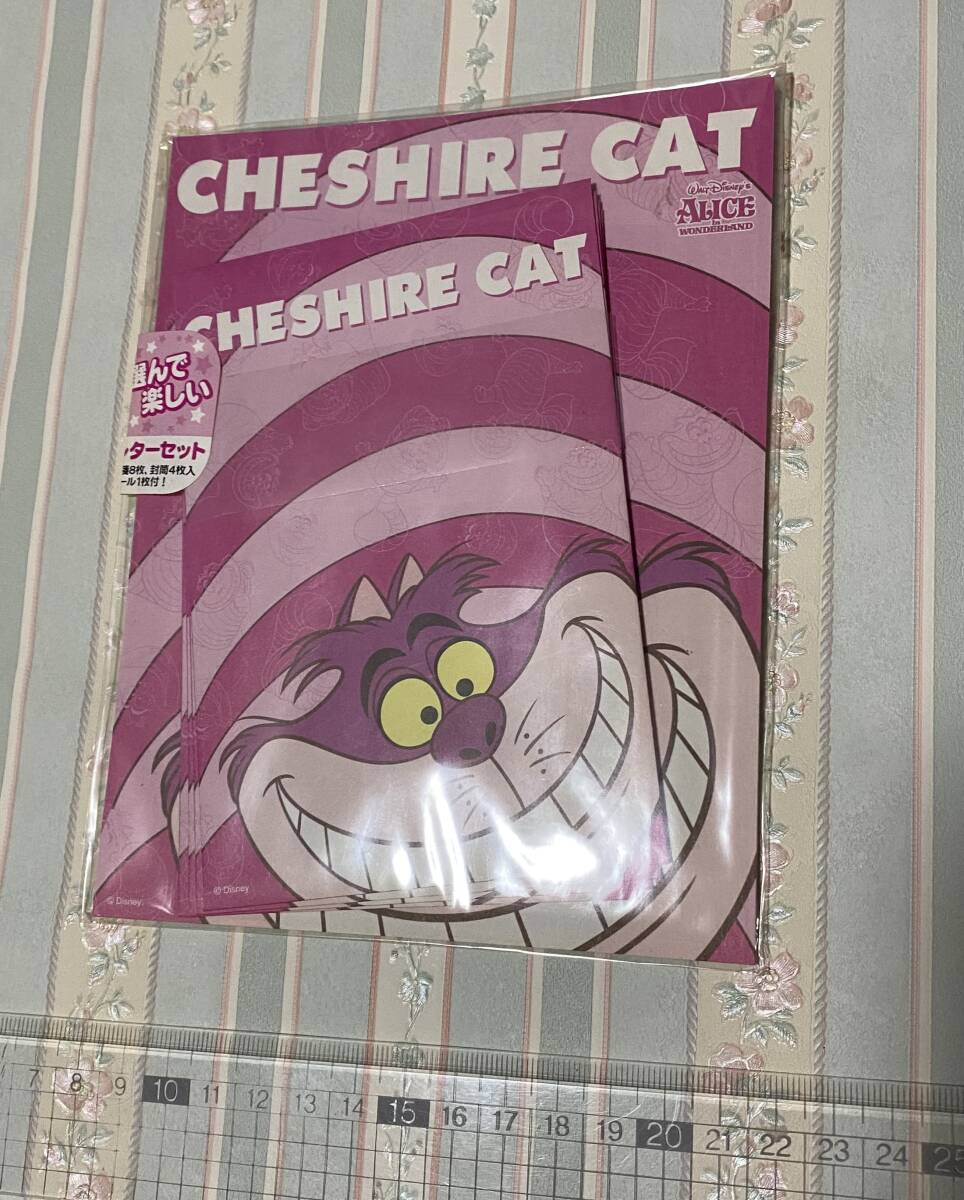 CHESHIRE CAT
WALT DISNEY'S
ALICE
in
WONDERLAND
CHESHIRE CAT
選んで
楽しい
ターセット
8枚、封筒4枚入
ール1枚付!
© Disney
© Disney
7 8 9 10 11 12 13 14 15 16 17 18 19 20 21 22 23 24 25